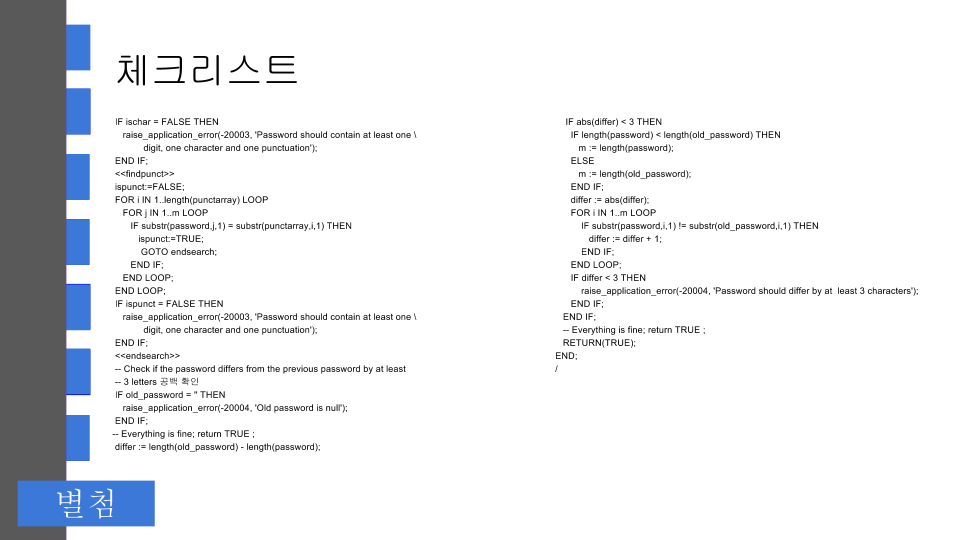 체크리스트
IF ischar = FALSE THEN
raise_application_error(-20003, 'Password should contain at least one \
digit, one character and one punctuation');
END IF;
<<findpunct>>
ispunct:=FALSE;
FOR i IN 1..length(punctarray) LOOP
FOR j IN 1..m LOOP
IF substr(password,j,1) = substr(punctarray,i,1) THEN
ispunct:=TRUE;
GOTO endsearch;
END IF;
END LOOP;
END LOOP;
IF ispunct = FALSE THEN
raise_application_error(-20003, 'Password should contain at least one \
digit, one character and one punctuation');
END IF;
<<endsearch>>
-- Check if the password differs from the previous password by at least
-- 3 letters 공백 확인
IF old_password = '' THEN
raise_application_error(-20004, 'Old password is null');
END IF;
-- Everything is fine; return TRUE ;
differ := length(old_password) - length(password);
IF abs(differ) < 3 THEN
IF length(password) < length(old_password) THEN
m := length(password);
ELSE
m := length(old_password);
END IF;
differ := abs(differ);
FOR i IN 1..m LOOP
IF substr(password,i,1) != substr(old_password,i,1) THEN
differ := differ + 1;
END IF;
END LOOP;
IF differ < 3 THEN
raise_application_error(-20004, 'Password should differ by at  least 3 characters');
END IF;
END IF;
-- Everything is fine; return TRUE ;
RETURN(TRUE);
END;
/
별첨